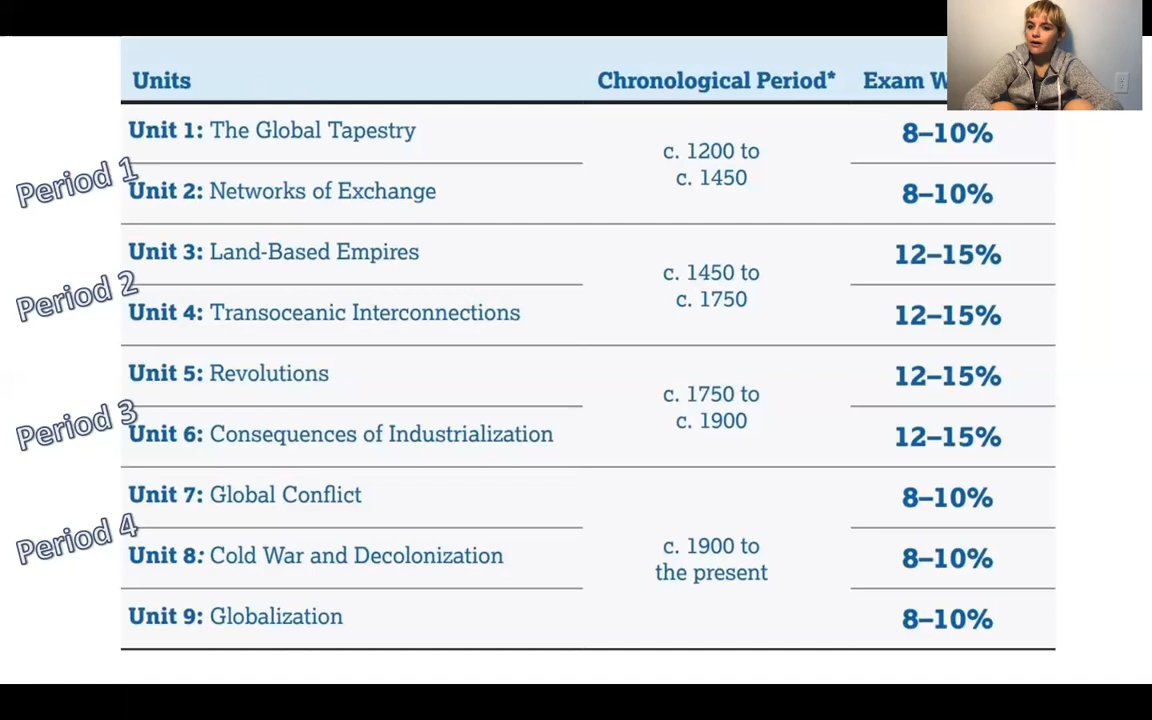 Units Chronological Period* Exam
Period 1
Unit 1: The Global Tapestry
c. 1200 to
c. 1450
8–10%
Unit 2: Networks of Exchange
8–10%
Period 2
Unit 3: Land-Based Empires
c. 1450 to
c. 1750
12–15%
Unit 4: Transoceanic Interconnections
12–15%
Period 3
Unit 5: Revolutions
c. 1750 to
c. 1900
12–15%
Unit 6: Consequences of Industrialization
12–15%
Period 4
Unit 7: Global Conflict
8–10%
Unit 8: Cold War and Decolonization
c. 1900 to
the present
8–10%
Unit 9: Globalization
8–10%